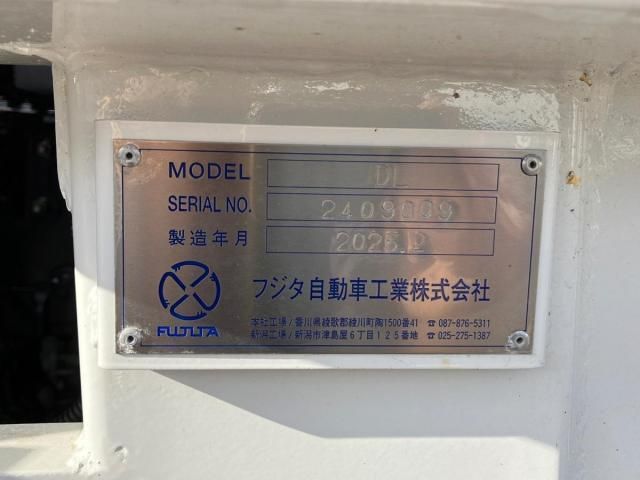 MODEL DL
SERIAL NO. 2409099
製造年月 2025.2
フジタ自動車工業株式会社
FUJITA
本社工場/香川県綾歌郡綾川町陶1500番41 ☎087-876-5311
新潟工場/新潟市津島屋6丁目125番地 ☎025-275-1387